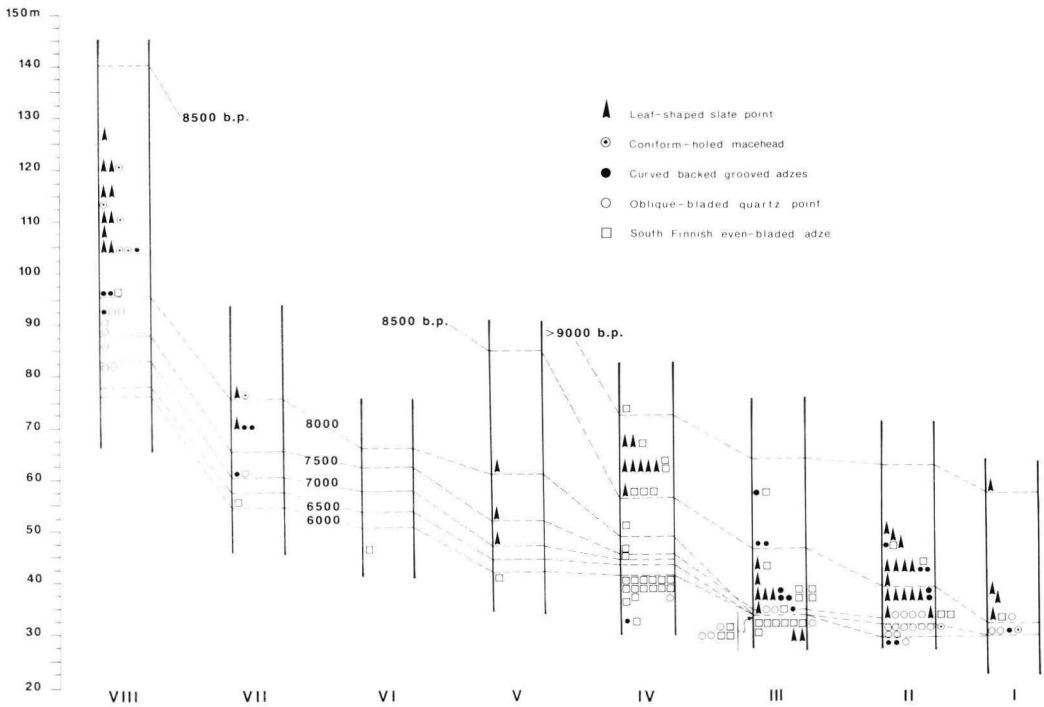 150m
140
130
120
110
100
90
80
70
60
50
40
30
20
8500 b.p.
Leaf-shaped slate point
Coniform-holed macehead
Curved backed grooved adzes
Oblique-bladed quartz point
South Finnish even-bladed adze
8500 b.p.
>9000 b.p.
8000
7500
7000
6500
6000
VIII VII VI V IV III II I